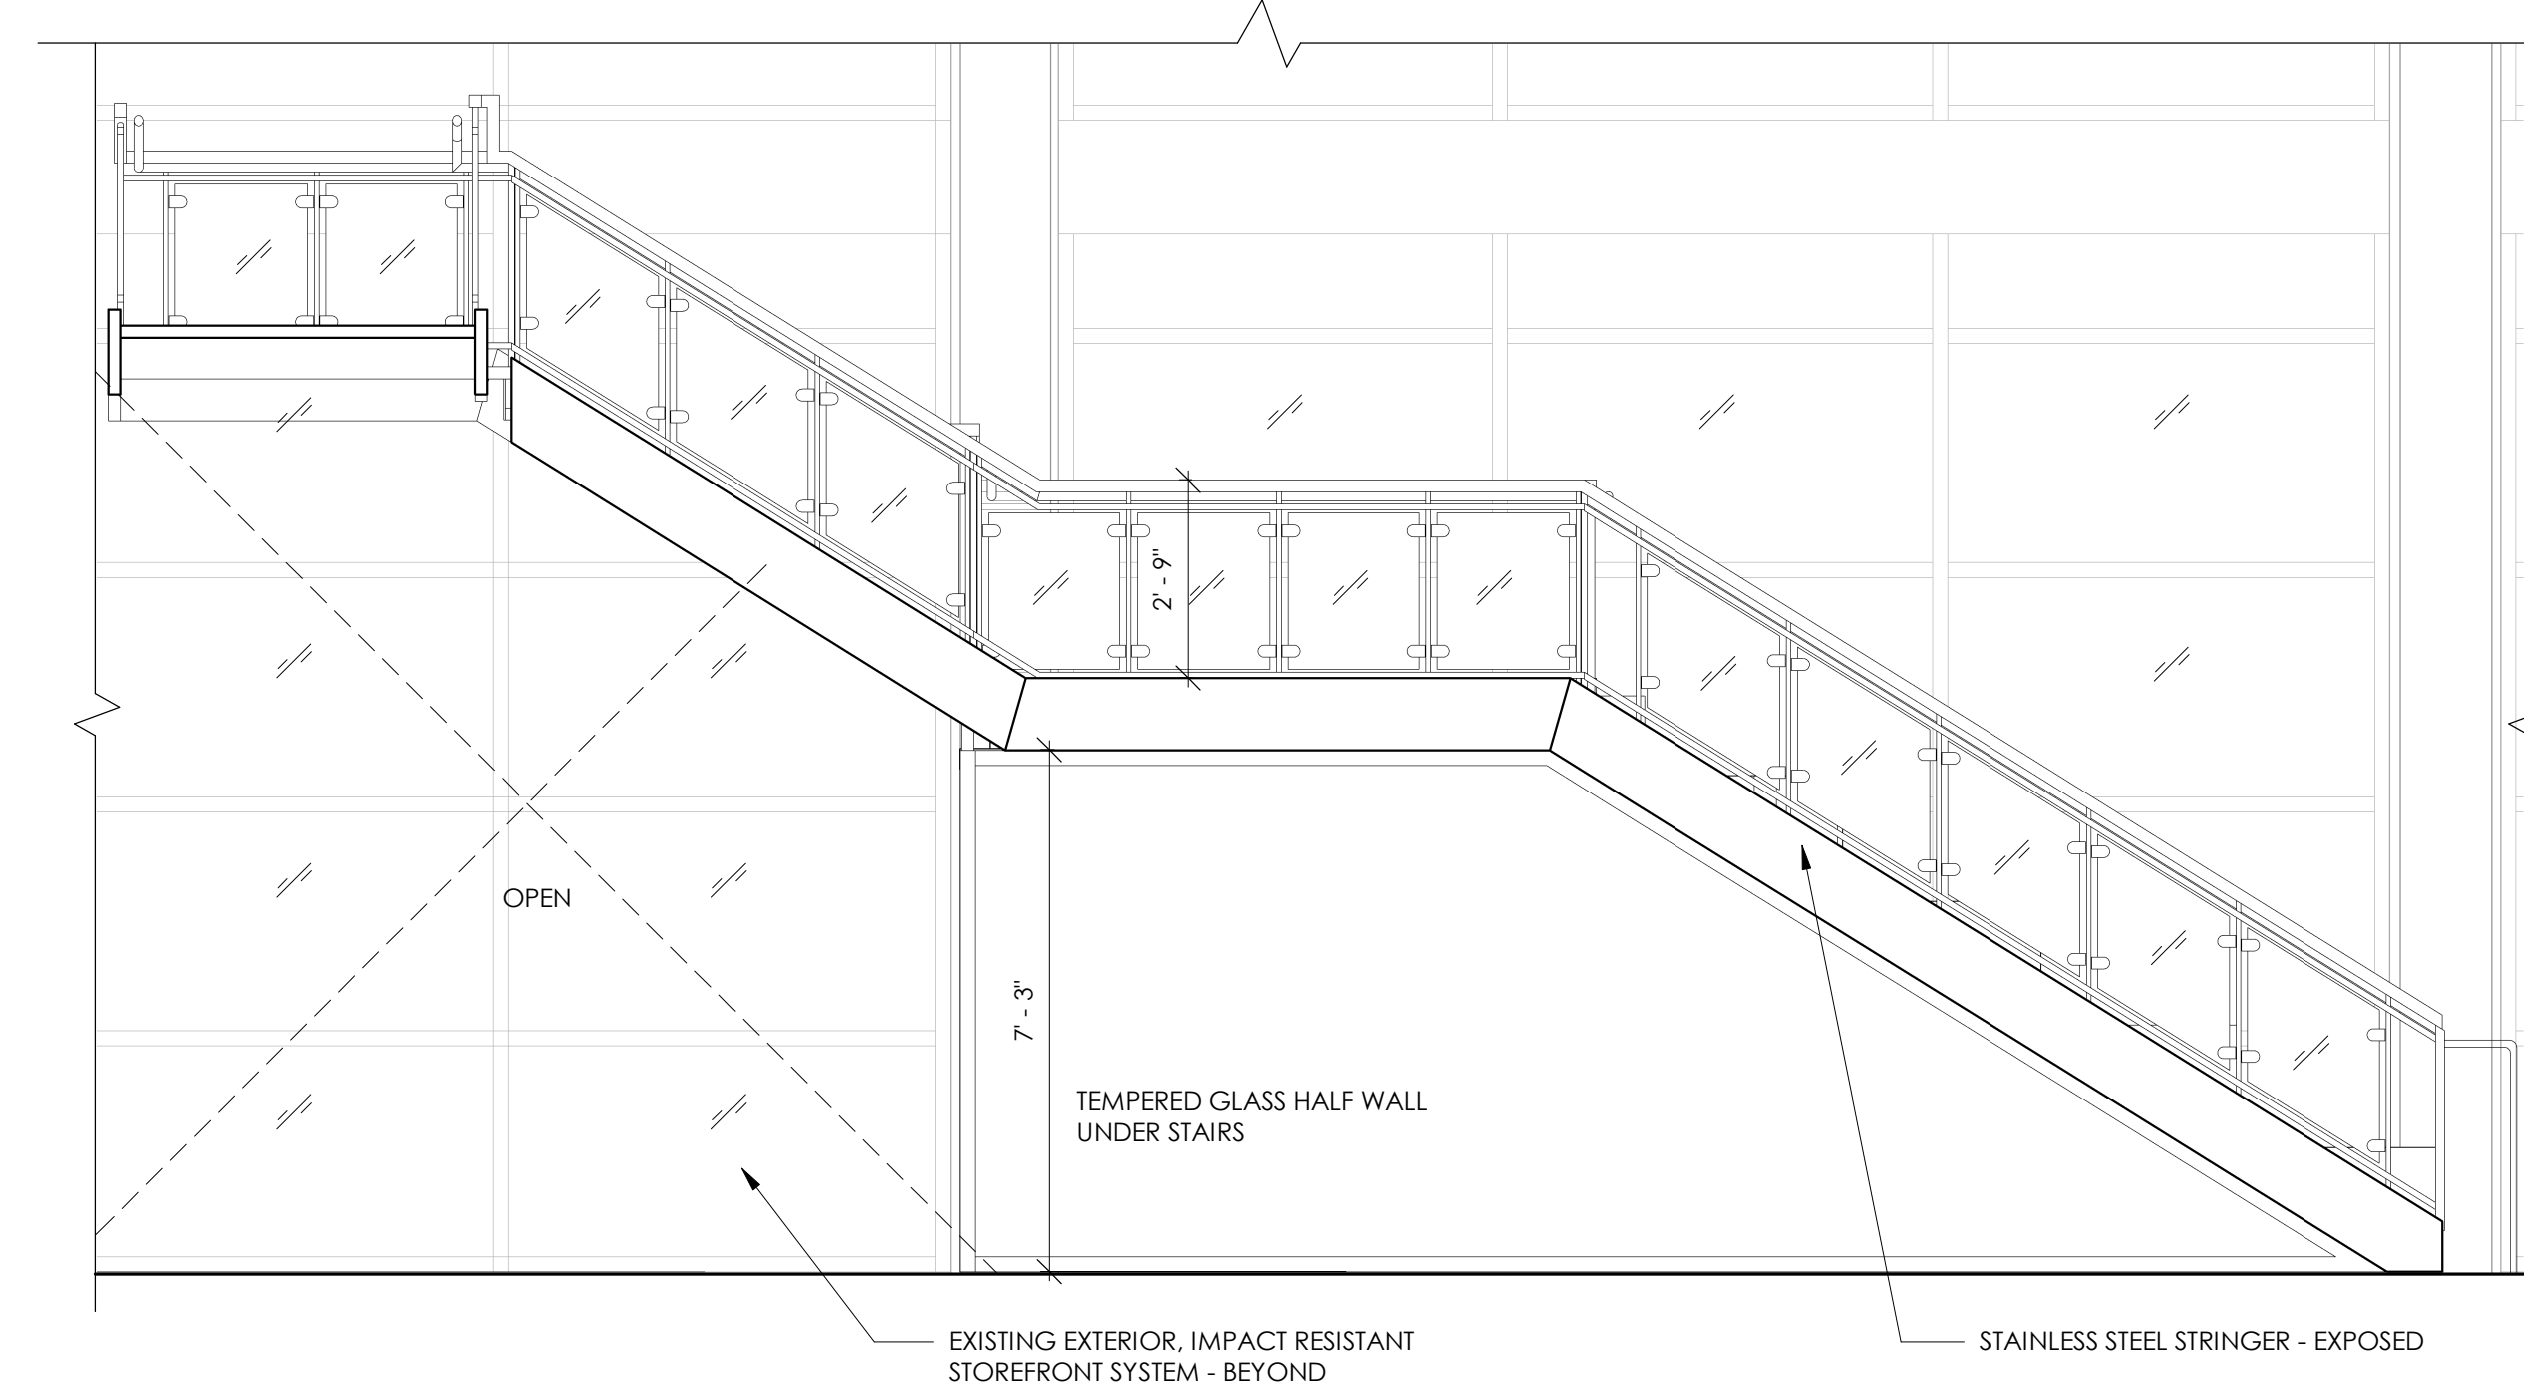 2' - 9"
OPEN
7' - 3"
TEMPERED GLASS HALF WALL
UNDER STAIRS
EXISTING EXTERIOR, IMPACT RESISTANT
STOREFRONT SYSTEM - BEYOND
STAINLESS STEEL STRINGER - EXPOSED